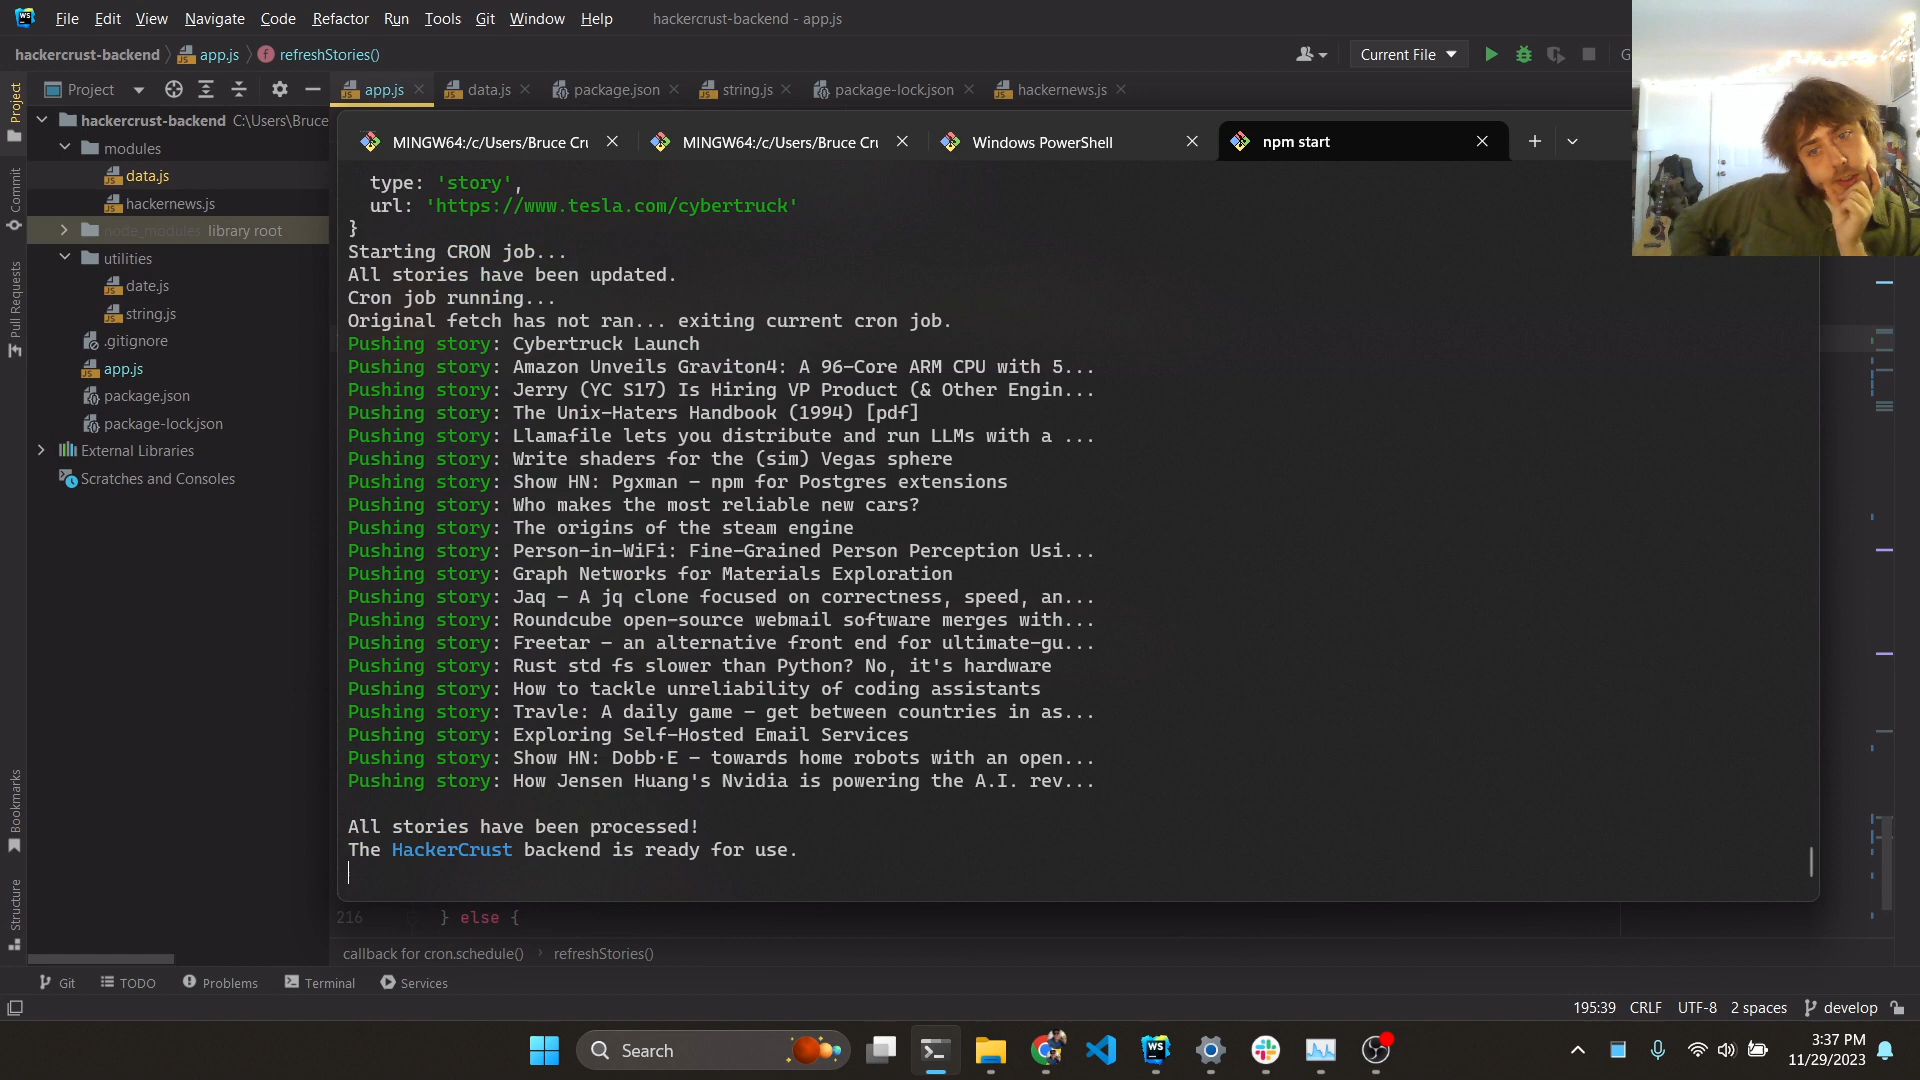 File Edit View Navigate Code Refactor Run Tools Git Window Help hackercrust-backend - app.js
hackercrust-backend app.js refreshStories()
Current File
Project
app.js data.js package.json string.js package-lock.json hackernews.js
hackercrust-backend C:\Users\Bruce
modules
data.js
hackernews.js
node_modules library root
utilities
date.js
string.js
.gitignore
app.js
package.json
package-lock.json
External Libraries
Scratches and Consoles
Project
Commit
Pull Requests
Bookmarks
Structure
MINGW64:/c/Users/Bruce Cru MINGW64:/c/Users/Bruce Cru Windows PowerShell npm start
type: 'story',
url: 'https://www.tesla.com/cybertruck'
}
Starting CRON job...
All stories have been updated.
Cron job running...
Original fetch has not ran... exiting current cron job.
Pushing story: Cybertruck Launch
Pushing story: Amazon Unveils Graviton4: A 96-Core ARM CPU with 5...
Pushing story: Jerry (YC S17) Is Hiring VP Product (& Other Engin...
Pushing story: The Unix-Haters Handbook (1994) [pdf]
Pushing story: Llamafile lets you distribute and run LLMs with a ...
Pushing story: Write shaders for the (sim) Vegas sphere
Pushing story: Show HN: Pgxman – npm for Postgres extensions
Pushing story: Who makes the most reliable new cars?
Pushing story: The origins of the steam engine
Pushing story: Person-in-WiFi: Fine-Grained Person Perception Usi...
Pushing story: Graph Networks for Materials Exploration
Pushing story: Jaq – A jq clone focused on correctness, speed, an...
Pushing story: Roundcube open-source webmail software merges with...
Pushing story: Freetar – an alternative front end for ultimate-gu...
Pushing story: Rust std fs slower than Python? No, it's hardware
Pushing story: How to tackle unreliability of coding assistants
Pushing story: Travle: A daily game – get between countries in as...
Pushing story: Exploring Self-Hosted Email Services
Pushing story: Show HN: Dobb·E – towards home robots with an open...
Pushing story: How Jensen Huang's Nvidia is powering the A.I. rev...
All stories have been processed!
The HackerCrust backend is ready for use.
216 } else {
callback for cron.schedule() refreshStories()
Git TODO Problems Terminal Services
195:39 CRLF UTF-8 2 spaces develop
Search
3:37 PM
11/29/2023